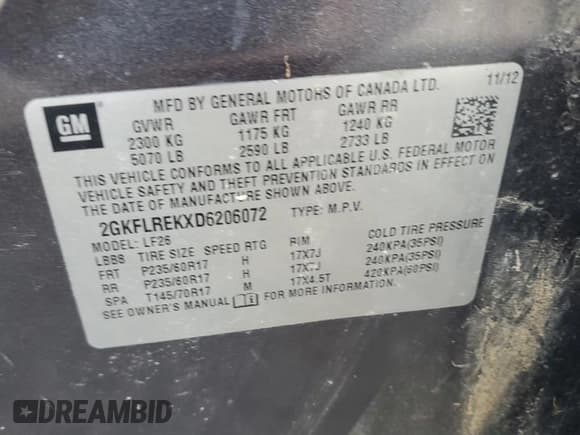 GM
MFD BY GENERAL MOTORS OF CANADA LTD. 11/12
GVWR GAWR FRT GAWR RR
2300 KG 1175 KG 1240 KG
5070 LB 2590 LB 2733 LB
THIS VEHICLE CONFORMS TO ALL APPLICABLE U.S. FEDERAL MOTOR
VEHICLE SAFETY AND THEFT PREVENTION STANDARDS IN EFFECT ON
THE DATE OF MANUFACTURE SHOWN ABOVE.
2GKFLREKXD6206072 TYPE: M.P.V.
MODEL: LF26
LBBS TIRE SIZE SPEED RTG RIM COLD TIRE PRESSURE
FRT P235/60R17 H 17X7J 240KPA(35PSI)
RR P235/60R17 H 17X7J 240KPA(35PSI)
SPA T145/70R17 M 17X4.5T 420KPA(60PSI)
SEE OWNER'S MANUAL FOR MORE INFORMATION.
DREAMBID